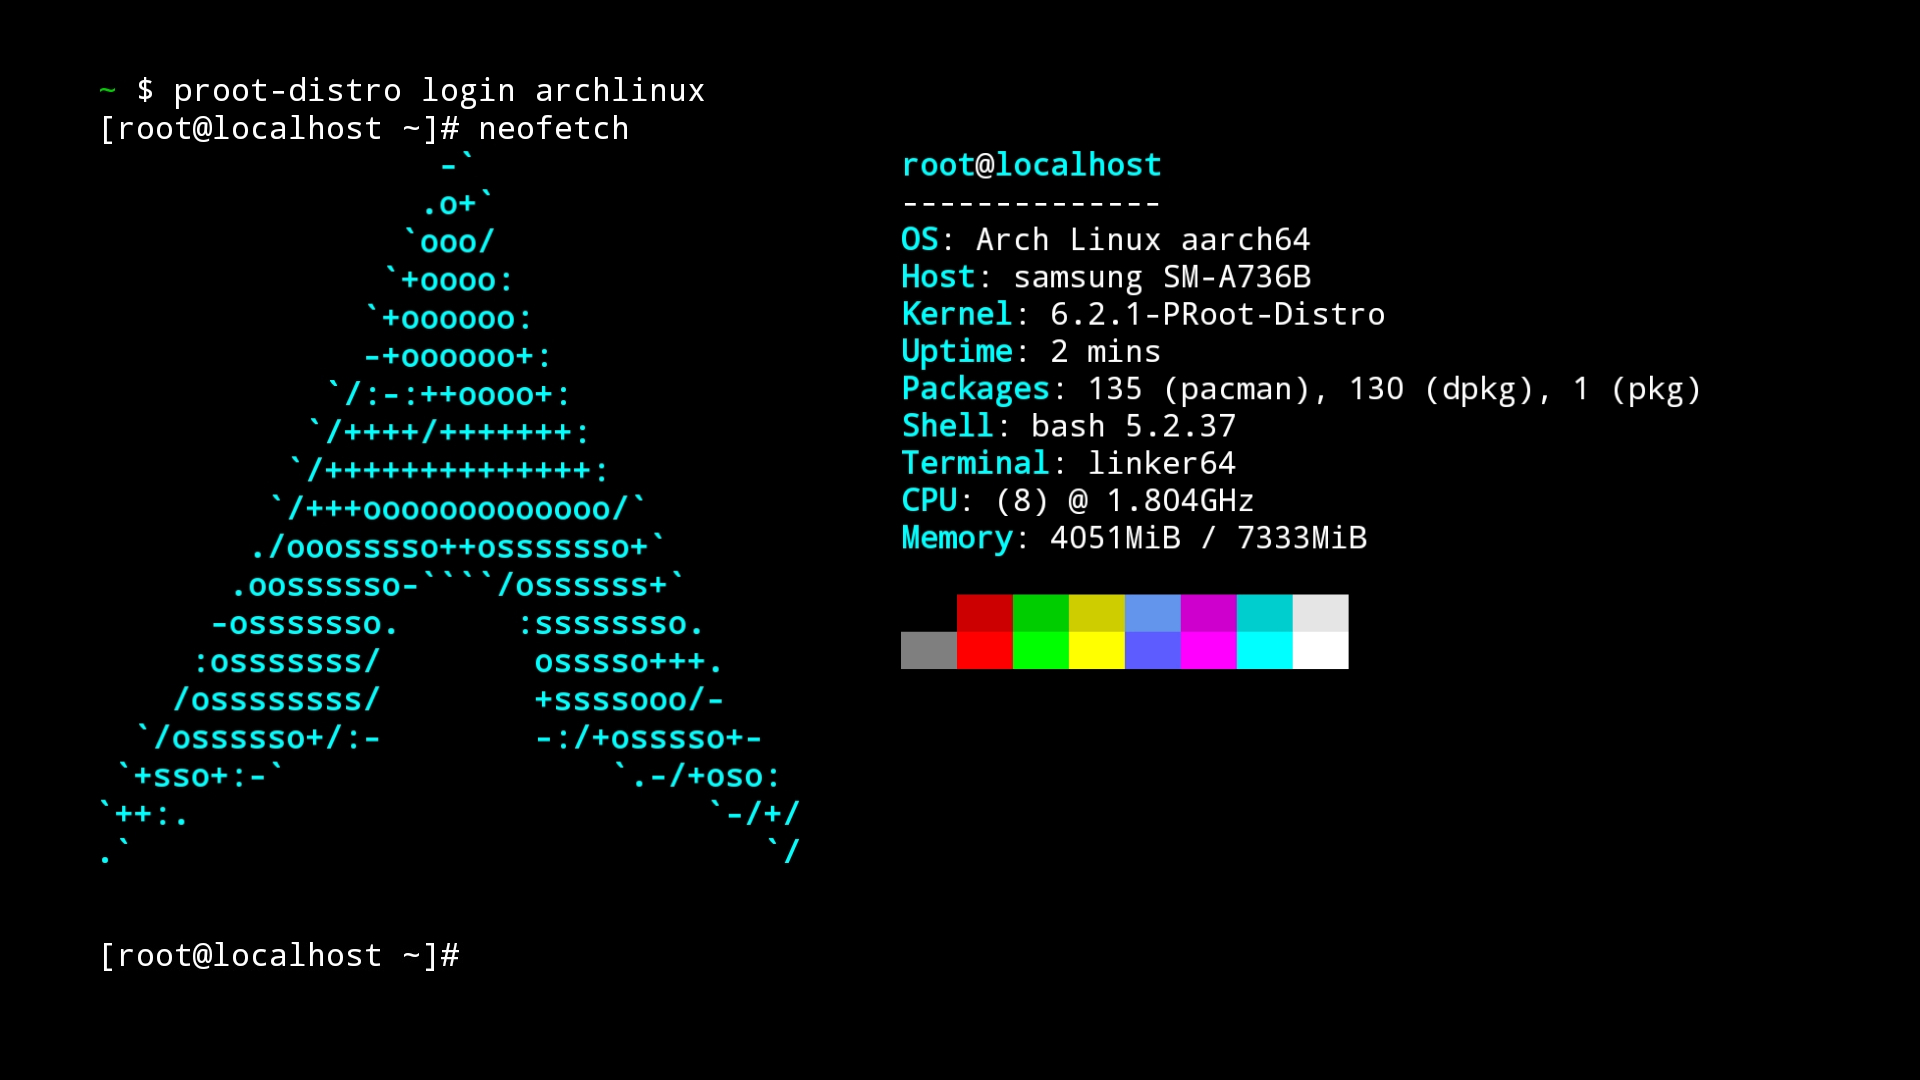 ~ $ proot-distro login archlinux
[root@localhost ~]# neofetch
                  -`                       root@localhost
                 .o+`                      --------------
                `ooo/                      OS: Arch Linux aarch64
               `+oooo:                     Host: samsung SM-A736B
              `+oooooo:                    Kernel: 6.2.1-PRoot-Distro
              -+oooooo+:                   Uptime: 2 mins
            `/:-:++oooo+:                  Packages: 135 (pacman), 130 (dpkg), 1 (pkg)
           `/++++/+++++++:                 Shell: bash 5.2.37
          `/++++++++++++++:                Terminal: linker64
         `/+++ooooooooooooo/`              CPU: (8) @ 1.804GHz
        ./ooosssso++osssssso+`             Memory: 4051MiB / 7333MiB
       .oossssso-````/ossssss+`
      -osssssso.      :ssssssso.
     :osssssss/        osssso+++.
    /ossssssss/        +ssssooo/-
  `/ossssso+/:-        -:/+osssso+-
 `+sso+:-`                 `.-/+oso:
`++:.                           `-/+/
.`                                 `/
[root@localhost ~]#